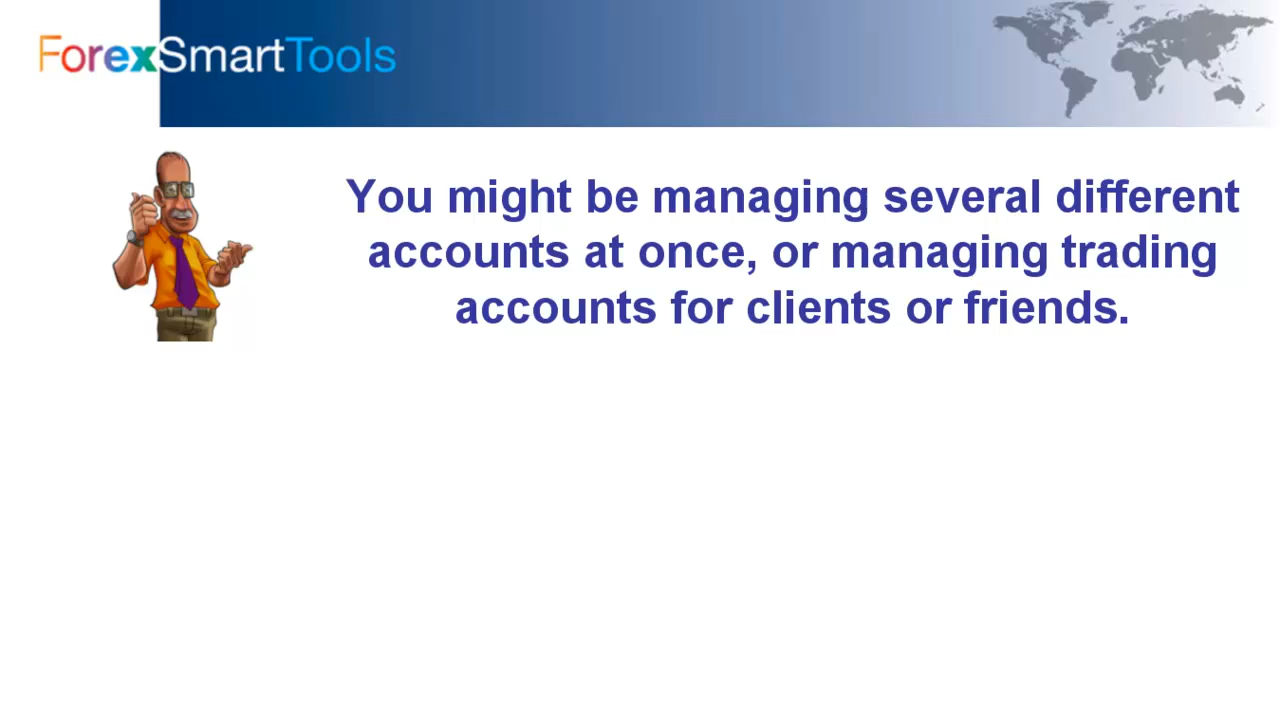 ForexSmartTools
You might be managing several different
accounts at once, or managing trading
accounts for clients or friends.